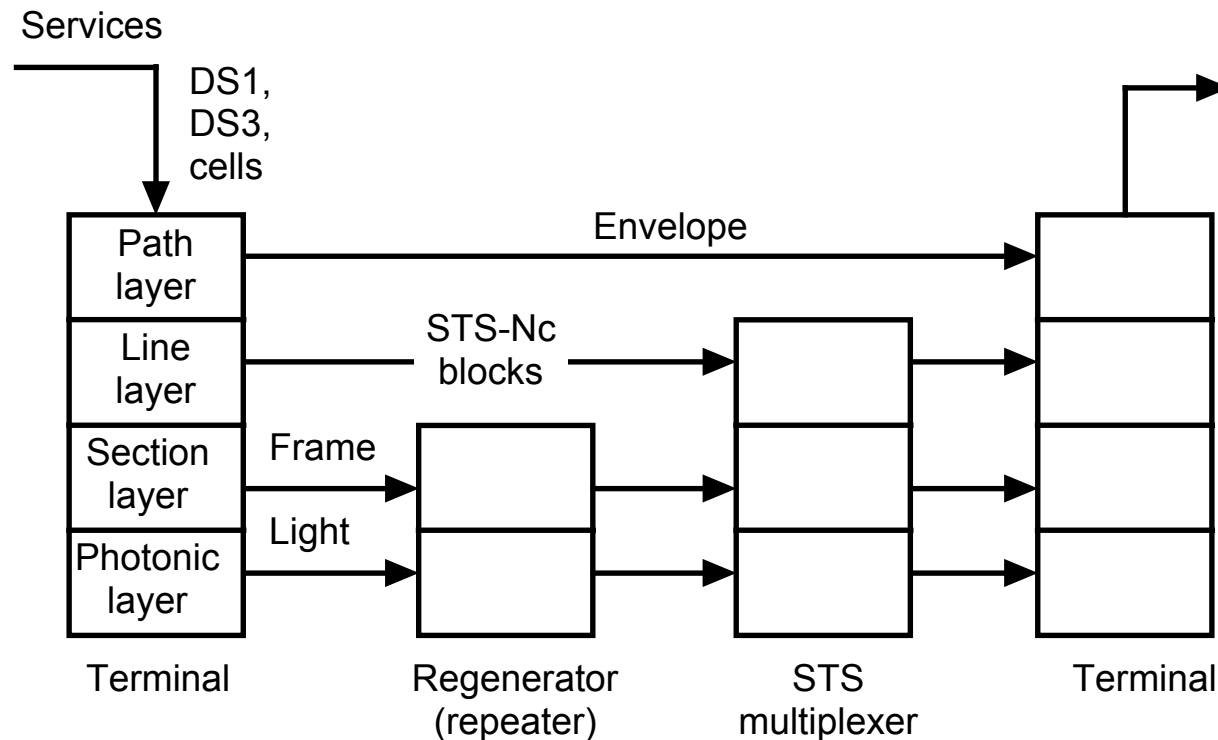 Services
DS1,
DS3,
cells
Path
layer
Envelope
Line
layer
STS-Nc
blocks
Section
layer
Frame
Photonic
layer
Light
Terminal
Regenerator
(repeater)
STS
multiplexer
Terminal